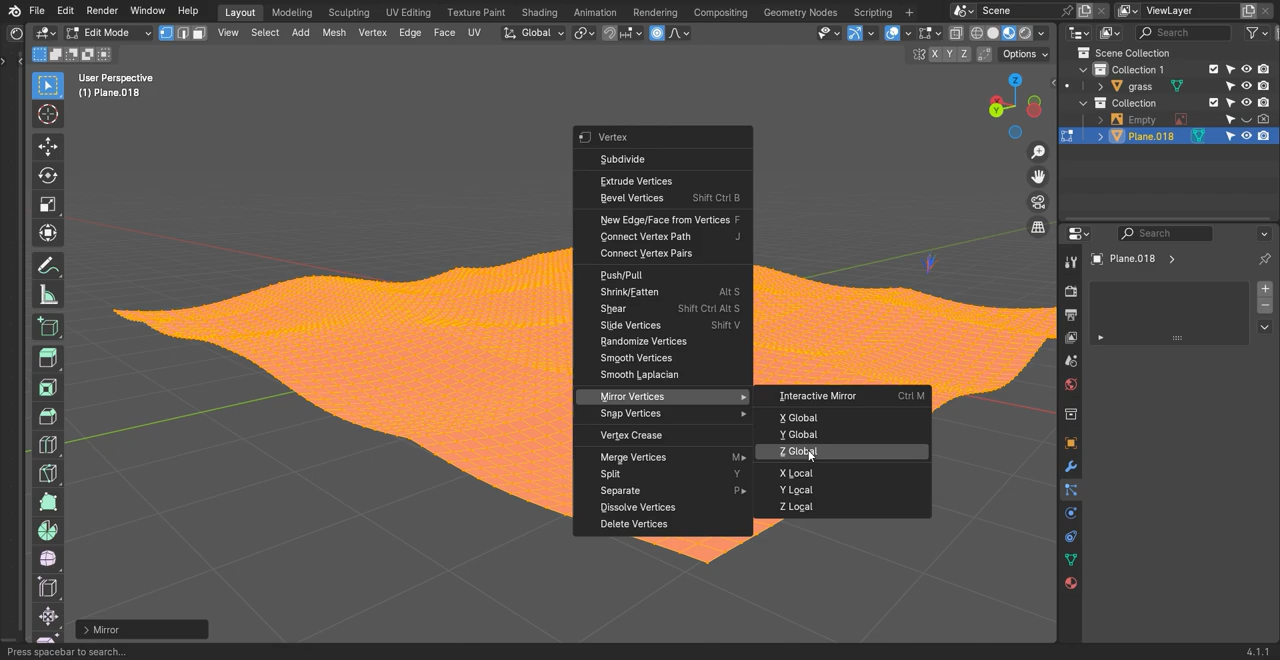 File Edit Render Window Help Layout Modeling Sculpting UV Editing Texture Paint Shading Animation Rendering Compositing Geometry Nodes Scripting + Scene ViewLayer
Edit Mode View Select Add Mesh Vertex Edge Face UV Global Search
X Y Z Options
User Perspective
(1) Plane.018
Scene Collection
Collection 1
grass
Collection
Empty
Plane.018
Z
Y
Search
Plane.018
Vertex
Subdivide
Extrude Vertices
Bevel Vertices Shift Ctrl B
New Edge/Face from Vertices F
Connect Vertex Path J
Connect Vertex Pairs
Push/Pull
Shrink/Fatten Alt S
Shear Shift Ctrl Alt S
Slide Vertices Shift V
Randomize Vertices
Smooth Vertices
Smooth Laplacian
Mirror Vertices
Snap Vertices
Vertex Crease
Merge Vertices M
Split Y
Separate P
Dissolve Vertices
Delete Vertices
Interactive Mirror Ctrl M
X Global
Y Global
Z Global
X Local
Y Local
Z Local
Mirror
Press spacebar to search... 4.1.1